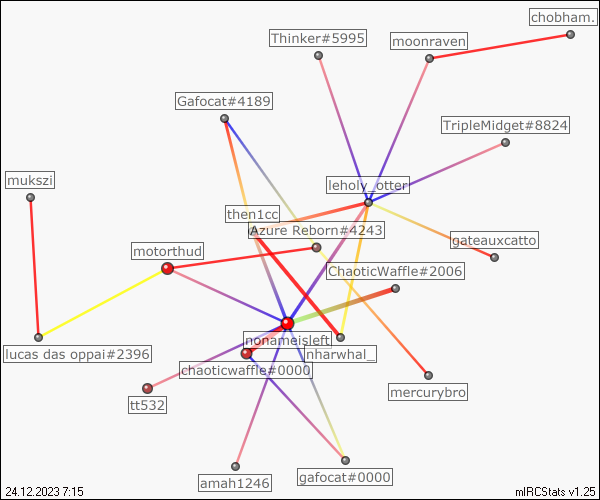 chobham.
Thinker#5995
moonraven
Gafocat#4189
TripleMidget#8824
mukszi
leholy_otter
then1cc
Azure Reborn#4243
gateauxcatto
motorthud
ChaoticWaffle#2006
nonameisleft
lucas das oppai#2396
nharwhal_
chaoticwaffle#0000
mercurybro
tt532
gafocat#0000
amah1246
24.12.2023 7:15
mIRCStats v1.25